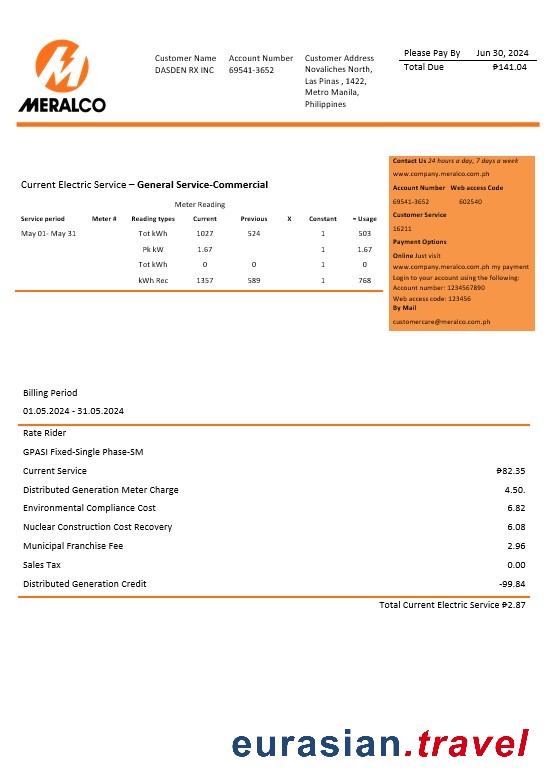 MERALCO
Customer Name Account Number Customer Address
DASDEN RX INC 69541-3652 Novaliches North,
Las Pinas , 1422,
Metro Manila,
Philippines
Please Pay By Jun 30, 2024
Total Due ₱141.04
Current Electric Service – General Service-Commercial
Meter Reading
Service period Meter # Reading types Current Previous X Constant = Usage
May 01- May 31 Tot kWh 1027 524 1 503
Pk kW 1.67 1 1.67
Tot kWh 0 0 1 0
kWh Rec 1357 589 1 768
Contact Us 24 hours a day, 7 days a week
www.company.meralco.com.ph
Account Number Web access Code
69541-3652 602540
Customer Service
16211
Payment Options
Online Just visit
www.company.meralco.com.ph my payment
Login to your account using the following:
Account number: 1234567890
Web access code: 123456
By Mail
customercare@meralco.com.ph
Billing Period
01.05.2024 - 31.05.2024
Rate Rider
GPASI Fixed-Single Phase-SM
Current Service ₱82.35
Distributed Generation Meter Charge 4.50.
Environmental Compliance Cost 6.82
Nuclear Construction Cost Recovery 6.08
Municipal Franchise Fee 2.96
Sales Tax 0.00
Distributed Generation Credit -99.84
Total Current Electric Service ₱2.87
eurasian.travel